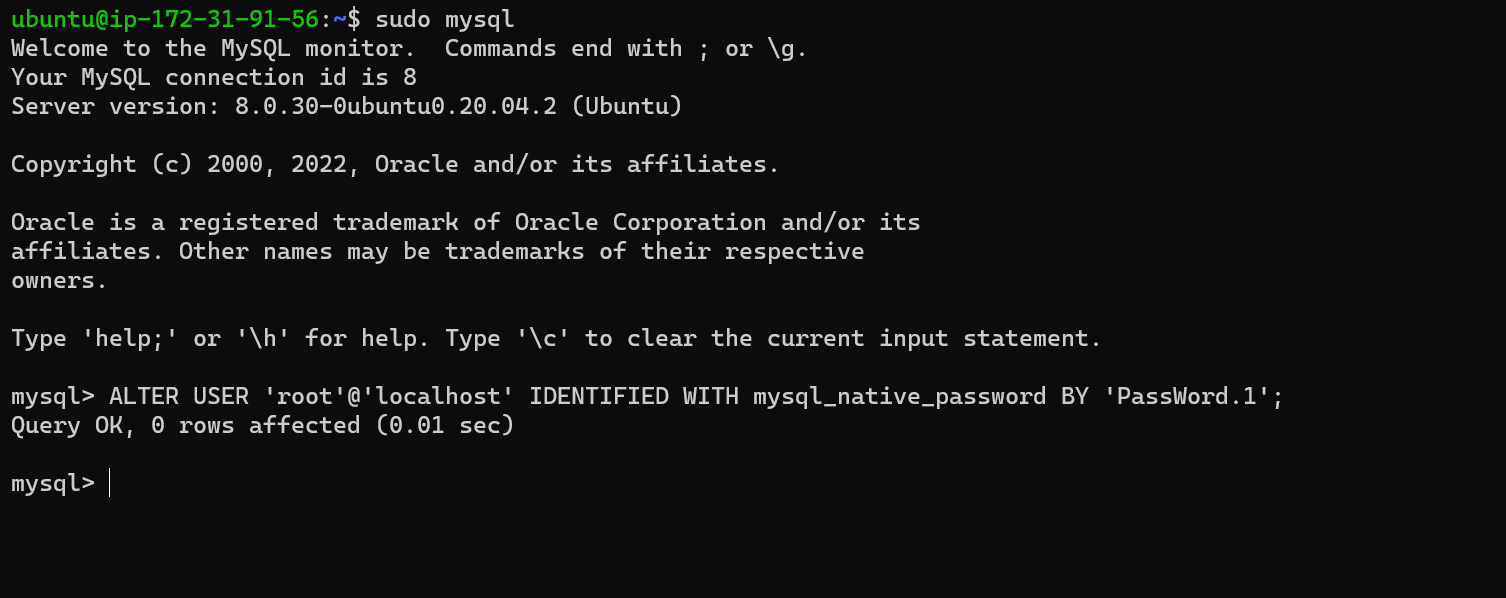 ubuntu@ip-172-31-91-56:~$ sudo mysql
Welcome to the MySQL monitor.  Commands end with ; or \g.
Your MySQL connection id is 8
Server version: 8.0.30-0ubuntu0.20.04.2 (Ubuntu)
Copyright (c) 2000, 2022, Oracle and/or its affiliates.
Oracle is a registered trademark of Oracle Corporation and/or its
affiliates. Other names may be trademarks of their respective
owners.
Type 'help;' or '\h' for help. Type '\c' to clear the current input statement.
mysql> ALTER USER 'root'@'localhost' IDENTIFIED WITH mysql_native_password BY 'PassWord.1';
Query OK, 0 rows affected (0.01 sec)
mysql>